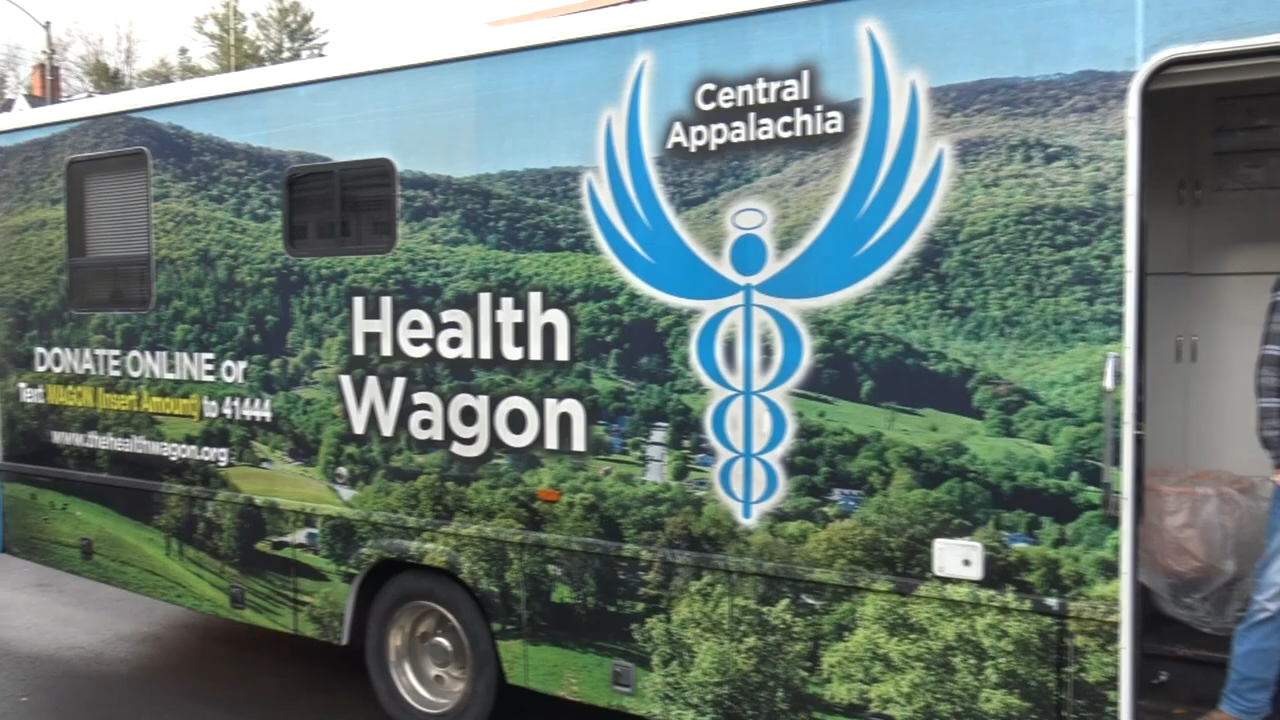 Central
Appalachia
Health
Wagon
DONATE ONLINE or
Text WAGON (Insert Amount) to 41444
www.thehealthwagon.org